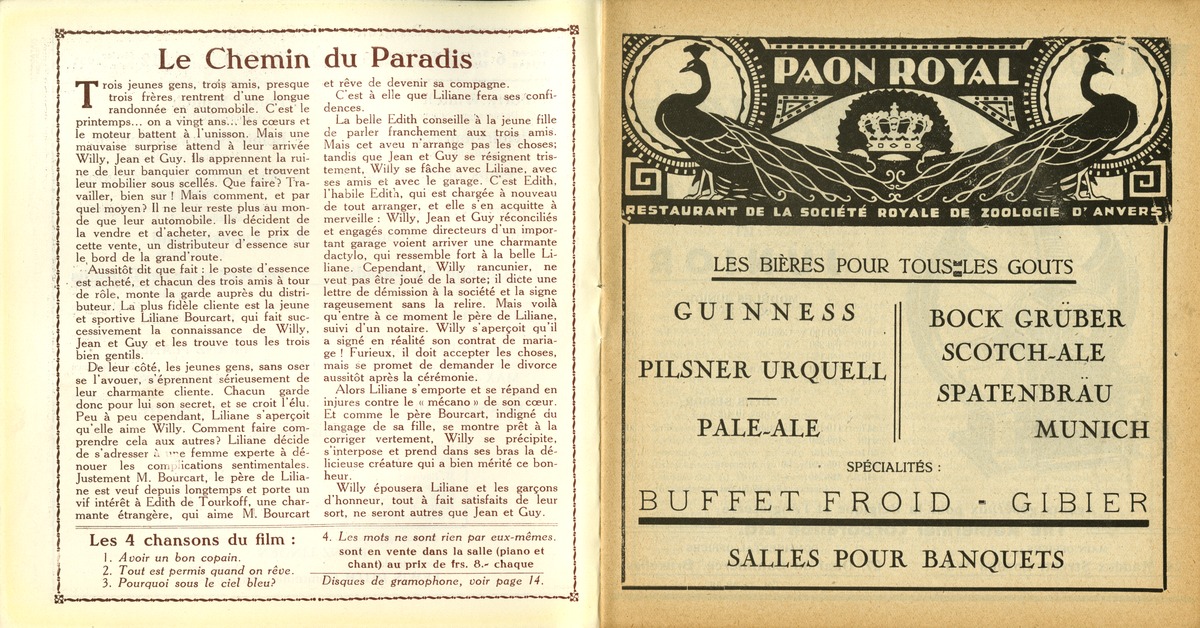 Le Chemin du Paradis
Trois jeunes gens, trois amis, presque
trois frères rentrent d'une longue
randonnée en automobile. C'est le
printemps... on a vingt ans... les cœurs et
le moteur battent à l'unisson. Mais une
mauvaise surprise attend à leur arrivée
Willy, Jean et Guy. Ils apprennent la rui-
ne de leur banquier commun et trouvent
leur mobilier sous scellés. Que faire? Tra-
vailler, bien sur ! Mais comment, et par
quel moyen? Il ne leur reste plus au mon-
de que leur automobile. Ils décident de
la vendre et d'acheter, avec le prix de
cette vente, un distributeur d'essence sur
le bord de la grand'route.
Aussitôt dit que fait : le poste d'essence
est acheté, et chacun des trois amis à tour
de rôle, monte la garde auprès du distri-
buteur. La plus fidèle cliente est la jeune
et sportive Liliane Bourcart, qui fait suc-
cessivement la connaissance de Willy,
Jean et Guy et les trouve tous les trois
bien gentils.
De leur côté, les jeunes gens, sans oser
se l'avouer, s'éprennent sérieusement de
leur charmante cliente. Chacun garde
donc pour lui son secret, et se croit l'élu.
Peu à peu cependant, Liliane s'aperçoit
qu'elle aime Willy. Comment faire com-
prendre cela aux autres? Liliane décide
de s'adresser à une femme experte à dé-
nouer les complications sentimentales.
Justement M. Bourcart, le père de Lilia-
ne est veuf depuis longtemps et porte un
vif intérêt à Edith de Tourkoff, une char-
mante étrangère, qui aime M. Bourcart
et rêve de devenir sa compagne.
C'est à elle que Liliane fera ses confi-
dences.
La belle Edith conseille à la jeune fille
de parler franchement aux trois amis.
Mais cet aveu n'arrange pas les choses;
tandis que Jean et Guy se résignent tris-
tement, Willy se fâche avec Liliane, avec
ses amis et avec le garage. C'est Edith,
l'habile Edith, qui est chargée à nouveau
de tout arranger, et elle s'en acquitte à
merveille : Willy, Jean et Guy réconciliés
et engagés comme directeurs d'un impor-
tant garage voient arriver une charmante
dactylo, qui ressemble fort à la belle Li-
liane. Cependant, Willy rancunier, ne
veut pas être joué de la sorte; il dicte une
lettre de démission à la société et la signe
rageusement sans la relire. Mais voilà
qu'entre à ce moment le père de Liliane,
suivi d'un notaire. Willy s'aperçoit qu'il
a signé en réalité son contrat de maria-
ge ! Furieux, il doit accepter les choses,
mais se promet de demander le divorce
aussitôt après la cérémonie.
Alors Liliane s'emporte et se répand en
injures contre le « mécano » de son cœur.
Et comme le père Bourcart, indigné du
langage de sa fille, se montre prêt à la
corriger vertement, Willy se précipite,
s'interpose et prend dans ses bras la dé-
licieuse créature qui a bien mérité ce bon-
heur.
Willy épousera Liliane et les garçons
d'honneur, tout à fait satisfaits de leur
sort, ne seront autres que Jean et Guy.
Les 4 chansons du film :
1. Avoir un bon copain.
2. Tout est permis quand on rêve.
3. Pourquoi sous le ciel bleu?
4. Les mots ne sont rien par eux-mêmes.
sont en vente dans la salle (piano et
chant) au prix de frs. 8.- chaque
Disques de gramophone, voir page 14.
PAON ROYAL
RESTAURANT DE LA SOCIÉTÉ ROYALE DE ZOOLOGIE D'ANVERS
LES BIÈRES POUR TOUS LES GOUTS
GUINNESS
PILSNER URQUELL
PALE-ALE
BOCK GRÜBER
SCOTCH-ALE
SPATENBRÄU
MUNICH
SPÉCIALITÉS :
BUFFET FROID - GIBIER
SALLES POUR BANQUETS